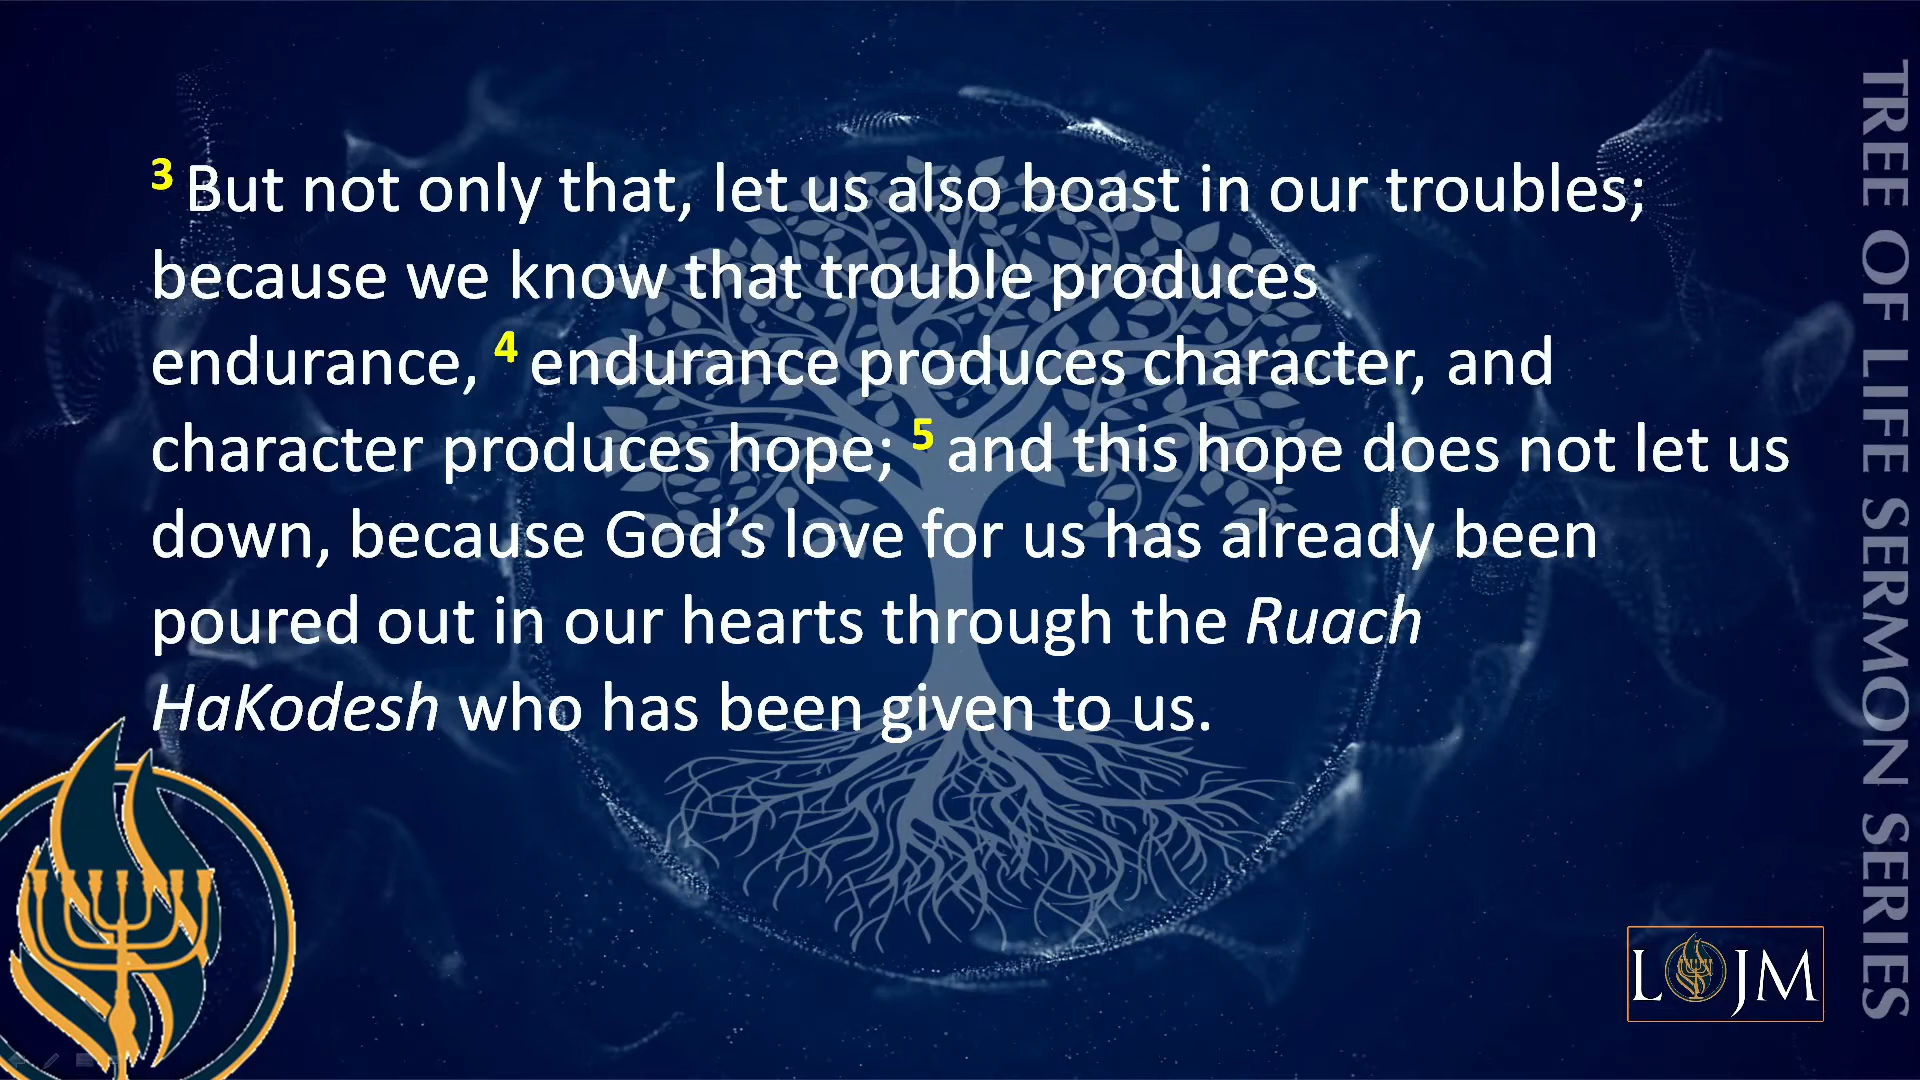 3 But not only that, let us also boast in our troubles;
because we know that trouble produces
endurance, 4 endurance produces character, and
character produces hope; 5 and this hope does not let us
down, because God’s love for us has already been
poured out in our hearts through the Ruach
HaKodesh who has been given to us.
TREE OF LIFE SERMON SERIES
L JM